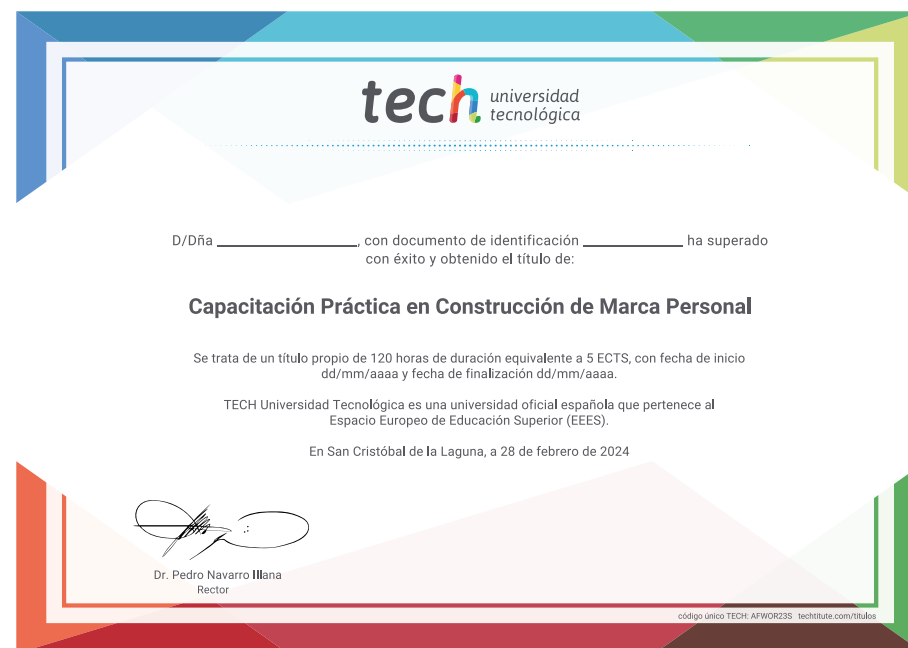 tech universidad
tecnológica
D/Dña ____________________, con documento de identificación ______________ ha superado
con éxito y obtenido el título de:
Capacitación Práctica en Construcción de Marca Personal
Se trata de un título propio de 120 horas de duración equivalente a 5 ECTS, con fecha de inicio
dd/mm/aaaa y fecha de finalización dd/mm/aaaa.
TECH Universidad Tecnológica es una universidad oficial española que pertenece al
Espacio Europeo de Educación Superior (EEES).
En San Cristóbal de la Laguna, a 28 de febrero de 2024
Dr. Pedro Navarro Illana
Rector
código único TECH: AFWOR23S techtitute.com/titulos